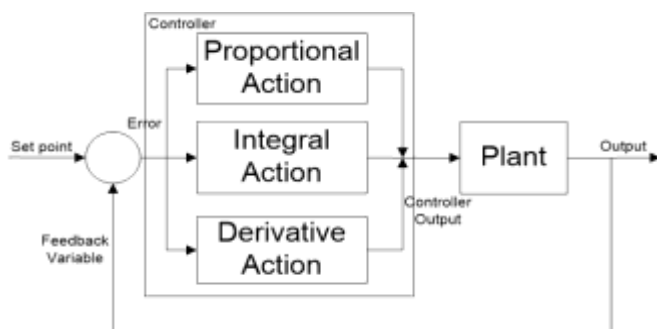 Controller
Proportional
Action
Error
Set point
Integral
Action
Plant
Output
Controller
Output
Feedback
Variable
Derivative
Action